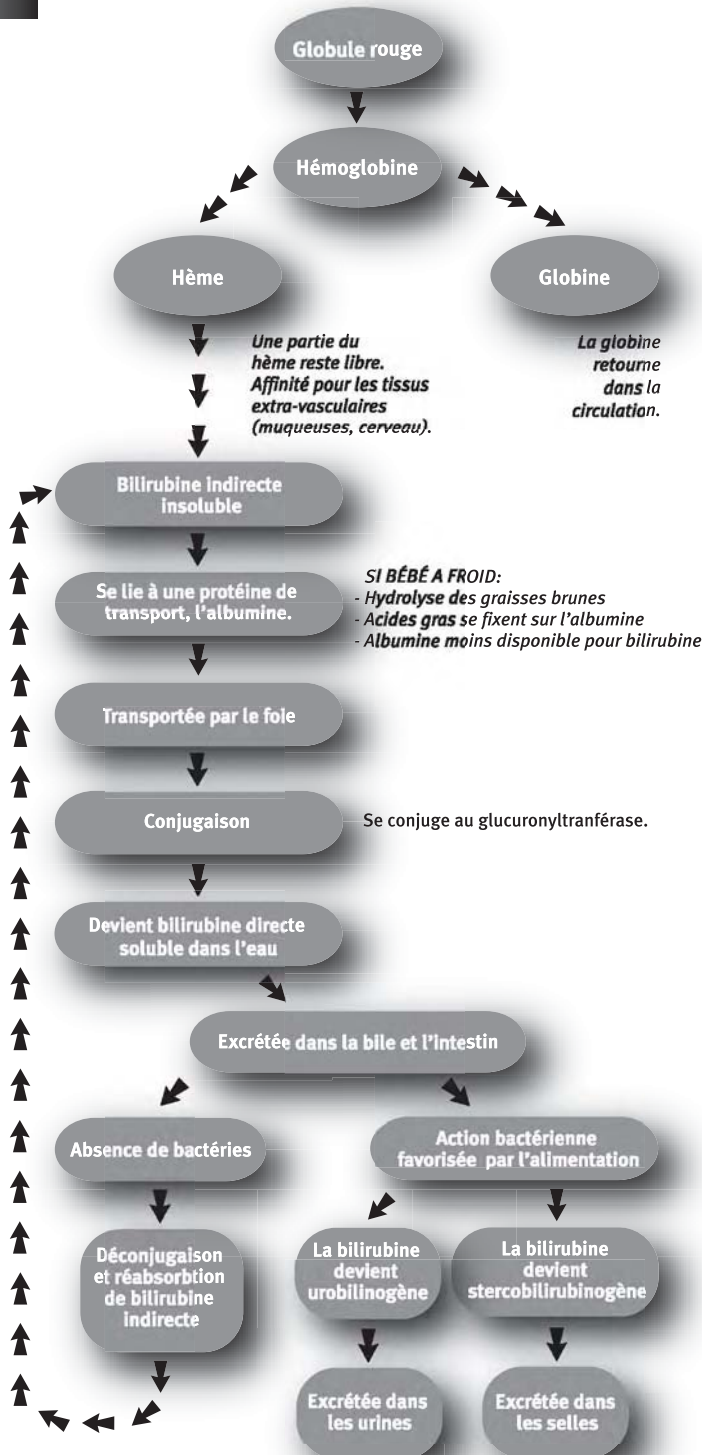 Globule rouge
Hémoglobine
Hème
Globine
Une partie du
hème reste libre.
Affinité pour les tissus
extra-vasculaires
(muqueuses, cerveau).
La globine
retourne
dans la
circulation.
Bilirubine indirecte
insoluble
Se lie à une protéine de
transport, l'albumine.
SI BÉBÉ A FROID:
- Hydrolyse des graisses brunes
- Acides gras se fixent sur l'albumine
- Albumine moins disponible pour bilirubine
Transportée par le foie
Conjugaison
Se conjuge au glucuronyltranférase.
Devient bilirubine directe
soluble dans l'eau
Excrétée dans la bile et l'intestin
Absence de bactéries
Action bactérienne
favorisée par l'alimentation
Déconjugaison
et réabsorbtion
de bilirubine
indirecte
La bilirubine
devient
urobilinogène
La bilirubine
devient
stercobilirubinogène
Excrétée dans
les urines
Excrétée dans
les selles